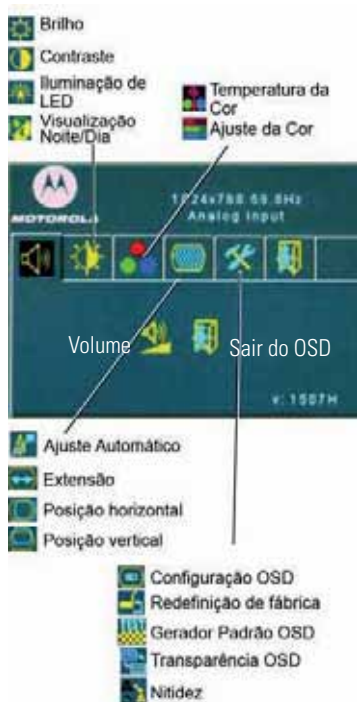 Brilho
Contraste
Iluminação de
LED
Visualização
Noite/Dia
Temperatura da
Cor
Ajuste da Cor
MOTOROLA
1024x768 59.8Hz
Analog Input
Volume
Sair do OSD
v: 1507H
Ajuste Automático
Extensão
Posição horizontal
Posição vertical
Configuração OSD
Redefinição de fábrica
Gerador Padrão OSD
Transparência OSD
Nitidez